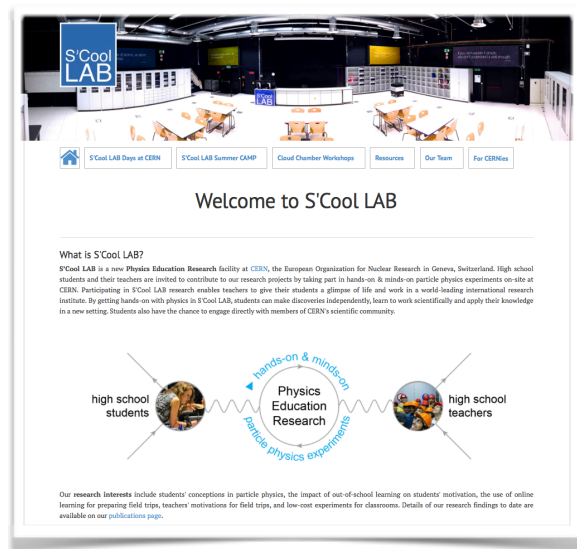 S'Cool
LAB
S'Cool
LAB
S'Cool LAB Days at CERN
S'Cool LAB Summer CAMP
Cloud Chamber Workshops
Resources
Our Team
For CERNies
Welcome to S'Cool LAB
What is S'Cool LAB?
S'Cool LAB is a new Physics Education Research facility at CERN, the European Organization for Nuclear Research in Geneva, Switzerland. High school
students and their teachers are invited to contribute to our research projects by taking part in hands-on & minds-on particle physics experiments on-site at
CERN. Participating in S'Cool LAB research enables teachers to give their students a glimpse of life and work in a world-leading international research
institute. By getting hands-on with physics in S'Cool LAB, students can make discoveries independently, learn to work scientifically and apply their knowledge
in a new setting. Students also have the chance to engage directly with members of CERN's scientific community.
hands-on & minds-on
high school
students
Physics
Education
Research
high school
teachers
particle physics experiments
Our research interests include students' conceptions in particle physics, the impact of out-of-school learning on students' motivation, the use of online
learning for preparing field trips, teachers' motivations for field trips, and low-cost experiments for classrooms. Details of our research findings to date are
available on our publications page.